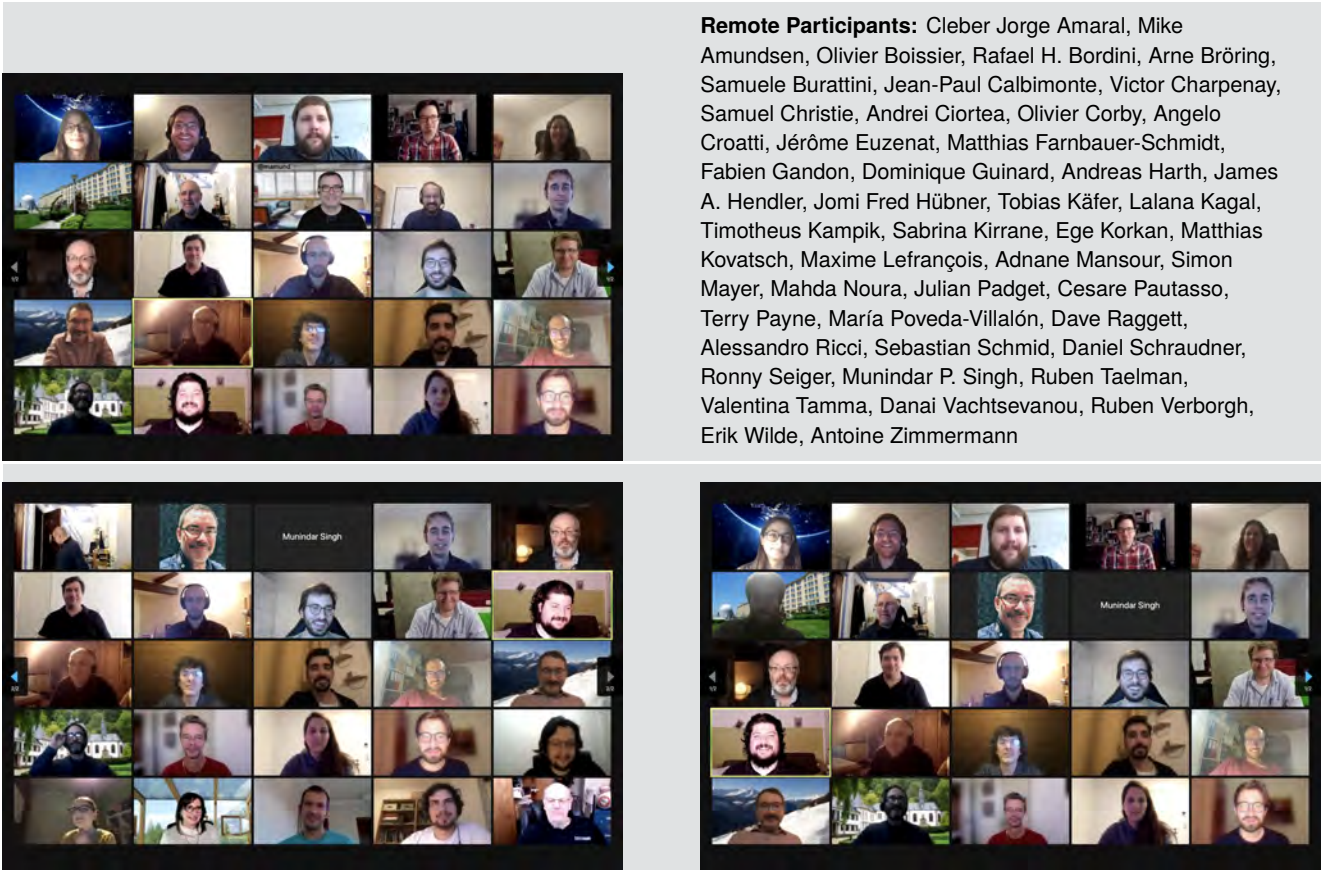 Remote Participants: Cleber Jorge Amaral, Mike
Amundsen, Olivier Boissier, Rafael H. Bordini, Arne Bröring,
Samuele Burattini, Jean-Paul Calbimonte, Victor Charpenay,
Samuel Christie, Andrei Ciortea, Olivier Corby, Angelo
Croatti, Jérôme Euzenat, Matthias Farnbauer-Schmidt,
Fabien Gandon, Dominique Guinard, Andreas Harth, James
A. Hendler, Jomi Fred Hübner, Tobias Käfer, Lalana Kagal,
Timotheus Kampik, Sabrina Kirrane, Ege Korkan, Matthias
Kovatsch, Maxime Lefrançois, Adnane Mansour, Simon
Mayer, Mahda Noura, Julian Padget, Cesare Pautasso,
Terry Payne, María Poveda-Villalón, Dave Raggett,
Alessandro Ricci, Sebastian Schmid, Daniel Schraudner,
Ronny Seiger, Munindar P. Singh, Ruben Taelman,
Valentina Tamma, Danai Vachtsevanou, Ruben Verborgh,
Erik Wilde, Antoine Zimmermann
Munindar Singh
Munindar Singh